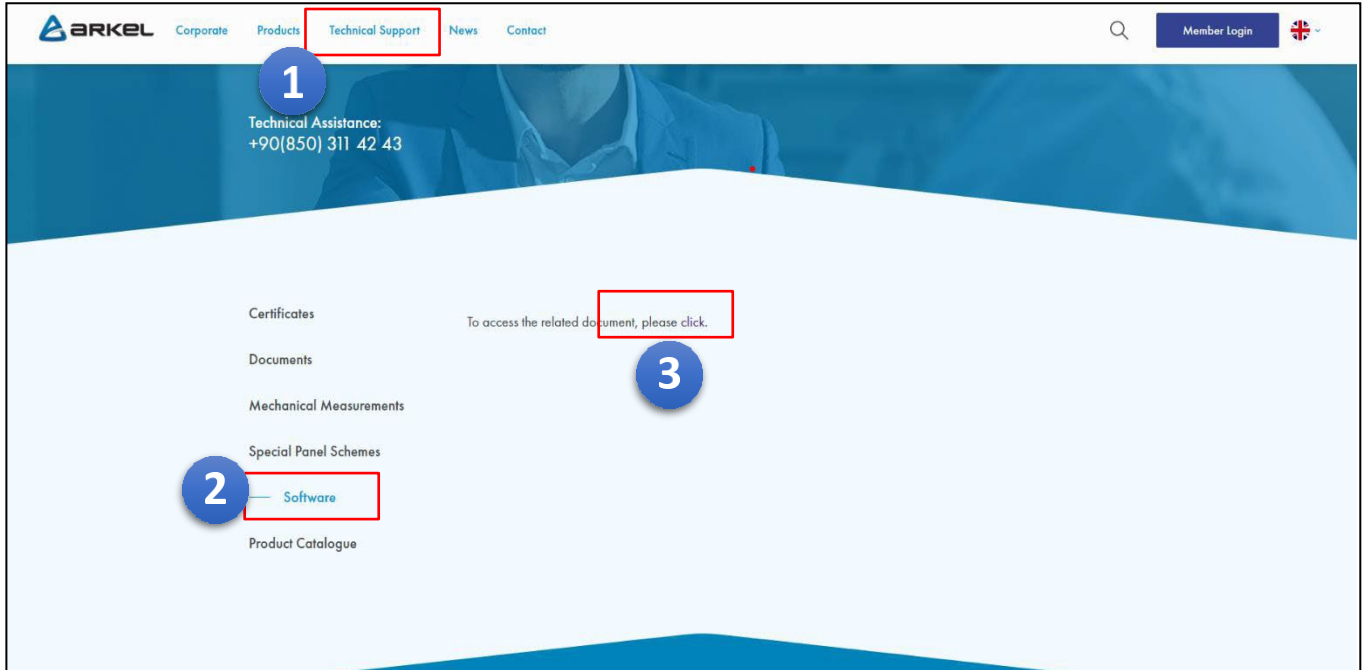 ARKEL Corporate Products Technical Support News Contact Member Login
1
Technical Assistance:
+90(850) 311 42 43
Certificates
To access the related document, please click.
Documents
3
Mechanical Measurements
Special Panel Schemes
2
Software
Product Catalogue